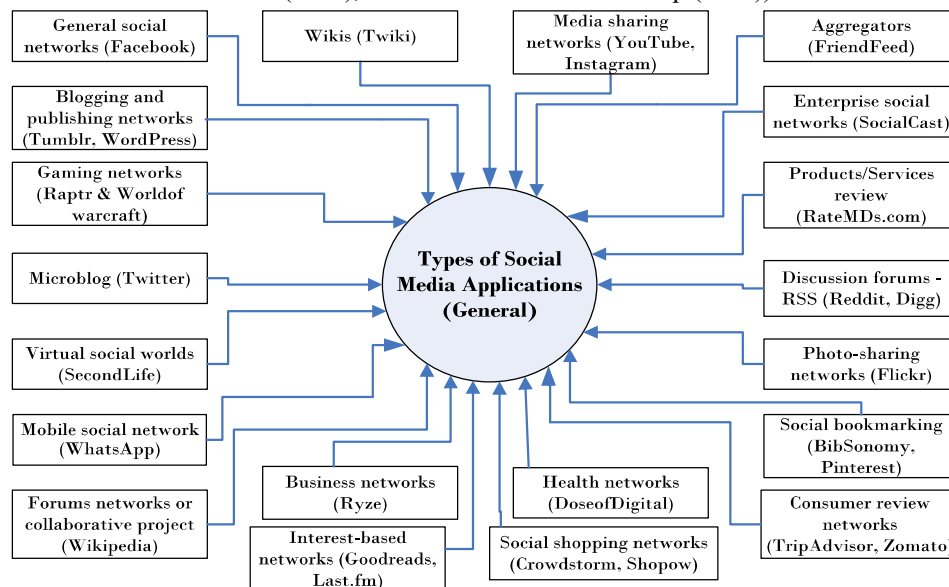 General social
networks (Facebook)
Wikis (Twiki)
Media sharing
networks (YouTube,
Instagram)
Aggregators
(FriendFeed)
Blogging and
publishing networks
(Tumblr, WordPress)
Enterprise social
networks (SocialCast)
Gaming networks
(Raptr & Worldof
warcraft)
Products/Services
review
(RateMDs.com)
Types of Social
Media Applications
(General)
Microblog (Twitter)
Discussion forums -
RSS (Reddit, Digg)
Virtual social worlds
(SecondLife)
Photo-sharing
networks (Flickr)
Mobile social network
(WhatsApp)
Social bookmarking
(BibSonomy,
Pinterest)
Forums networks or
collaborative project
(Wikipedia)
Business networks
(Ryze)
Health networks
(DoseofDigital)
Consumer review
networks
(TripAdvisor, Zomato)
Interest-based
networks (Goodreads,
Last.fm)
Social shopping networks
(Crowdstorm, Shopow)